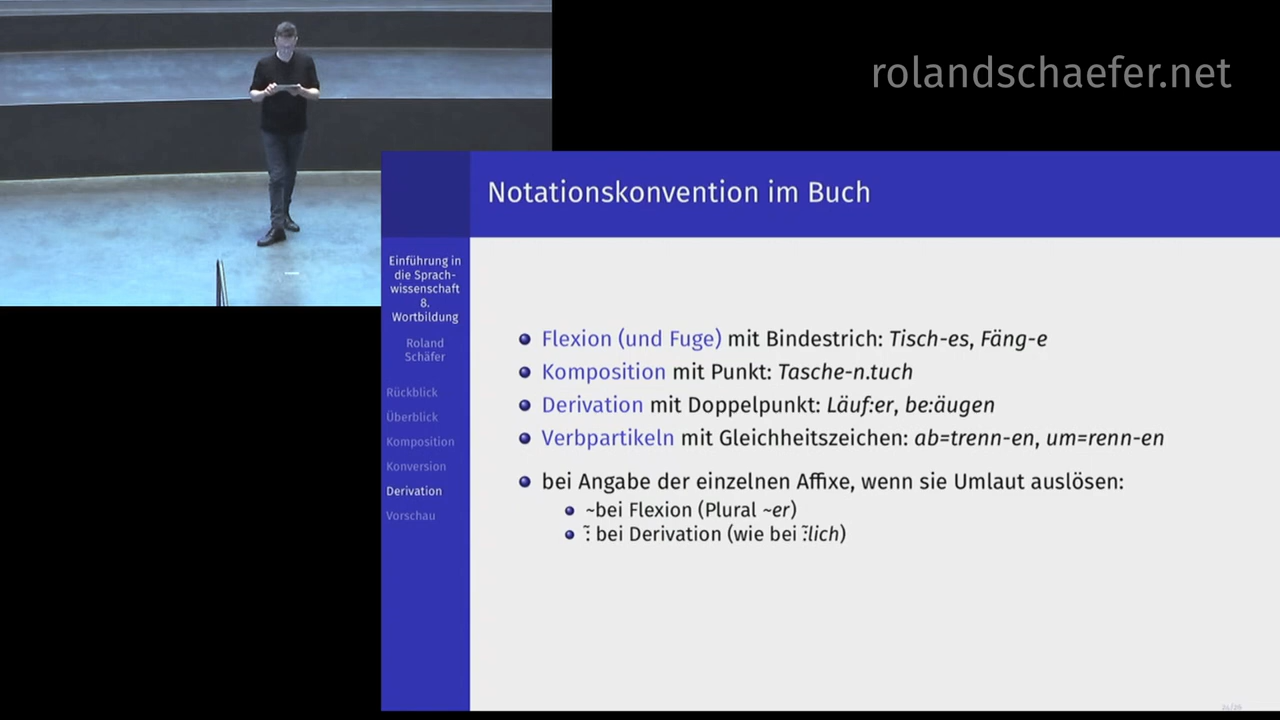 rolandschaefer.net
Notationskonvention im Buch
Einführung in
die Sprach-
wissenschaft
8.
Wortbildung
Roland
Schäfer
Rückblick
Überblick
Komposition
Konversion
Derivation
Vorschau
Flexion (und Fuge) mit Bindestrich: Tisch-es, Fäng-e
Komposition mit Punkt: Tasche-n.tuch
Derivation mit Doppelpunkt: Läuf:er, be:äugen
Verbpartikeln mit Gleichheitszeichen: ab=trenn-en, um=renn-en
bei Angabe der einzelnen Affixe, wenn sie Umlaut auslösen:
~bei Flexion (Plural ~er)
:̃ bei Derivation (wie bei :̃lich)